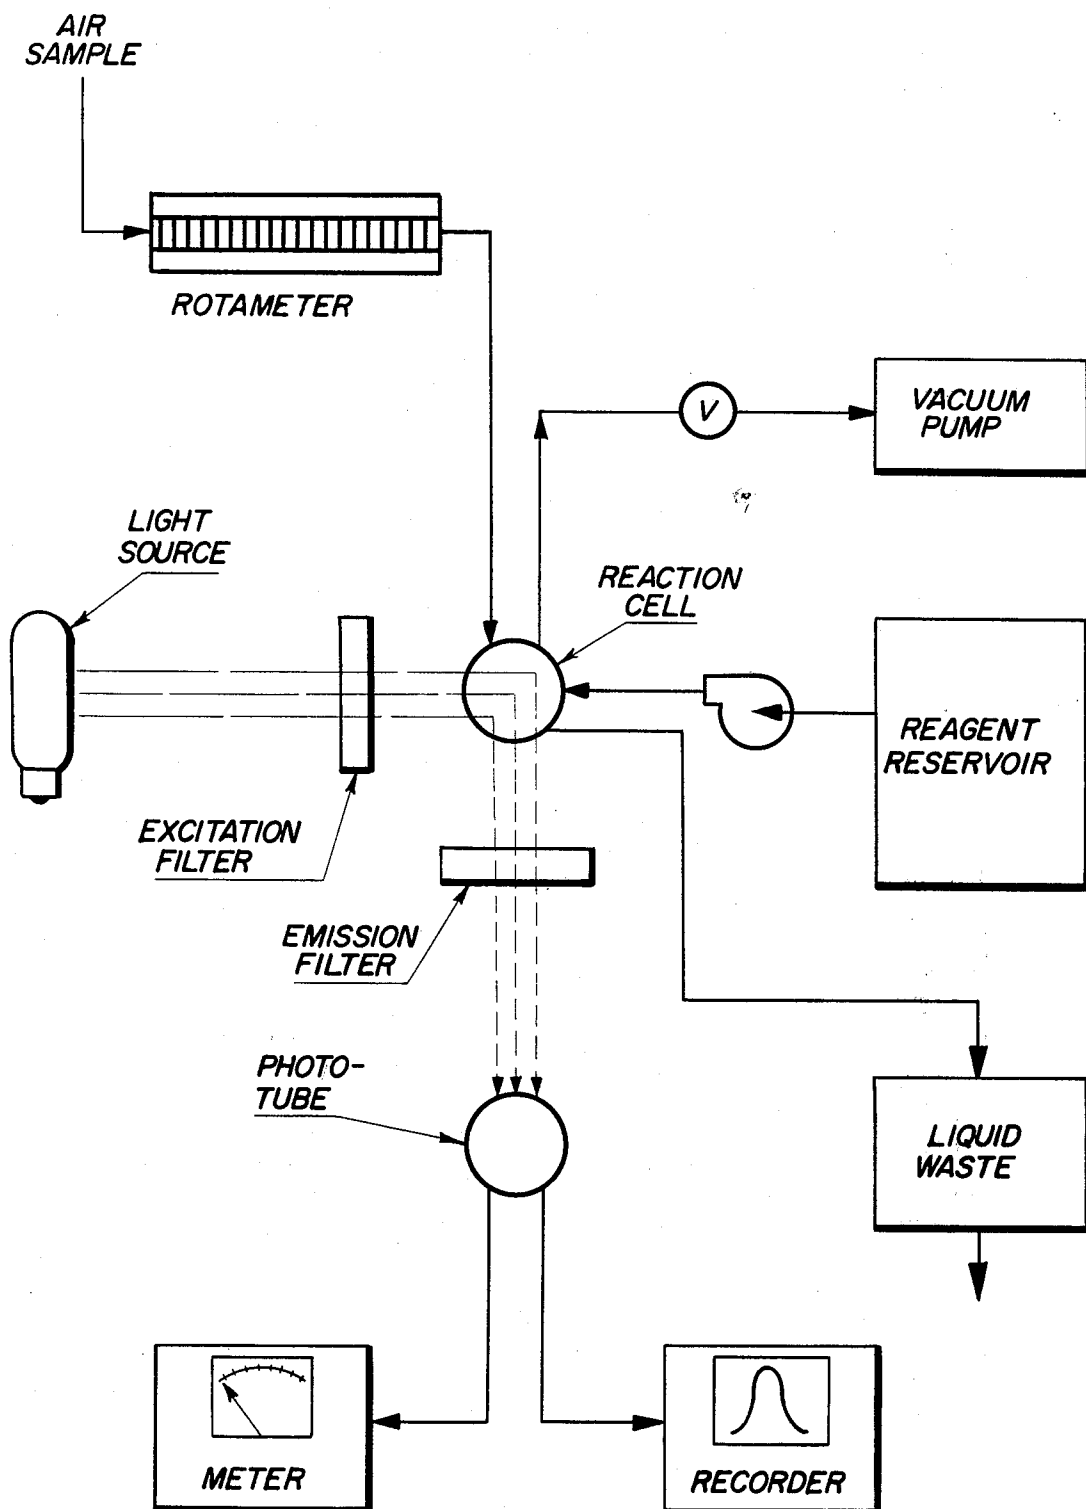 AIR
SAMPLE
ROTAMETER
V
VACUUM
PUMP
LIGHT
SOURCE
REACTION
CELL
REAGENT
RESERVOIR
EXCITATION
FILTER
EMISSION
FILTER
PHOTO-
TUBE
LIQUID
WASTE
METER
RECORDER